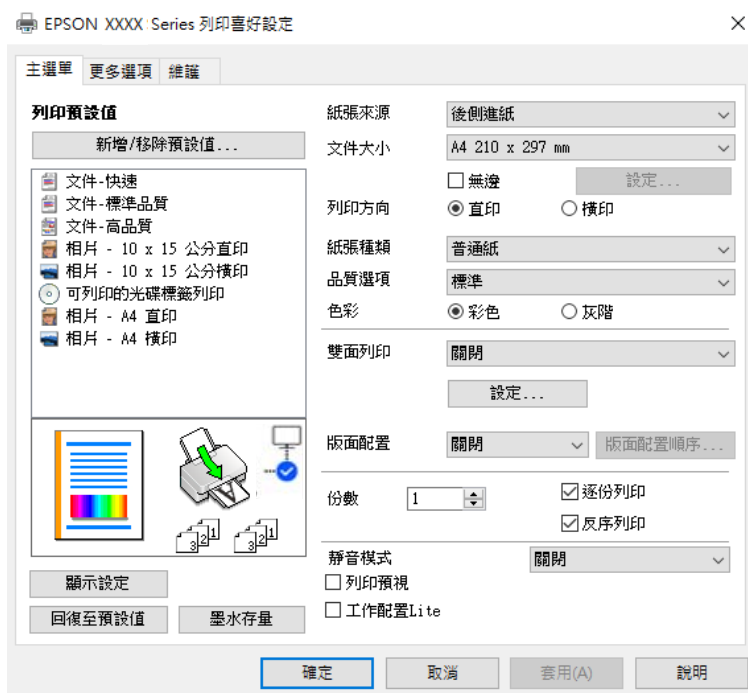 EPSON XXXX Series 列印喜好設定
主選單 更多選項 維護
列印預設值
新增/移除預設值...
文件-快速
文件-標準品質
文件-高品質
相片 - 10 x 15 公分直印
相片 - 10 x 15 公分橫印
可列印的光碟標籤列印
相片 - A4 直印
相片 - A4 橫印
3 2 1 3 2 1
顯示設定
回復至預設值 墨水存量
紙張來源 後側進紙
文件大小 A4 210 x 297 mm
無邊 設定...
列印方向 直印 橫印
紙張種類 普通紙
品質選項 標準
色彩 彩色 灰階
雙面列印 關閉
設定...
版面配置 關閉 版面配置順序...
份數 1 逐份列印
反序列印
靜音模式 關閉
列印預視
工作配置Lite
確定 取消 套用(A) 說明